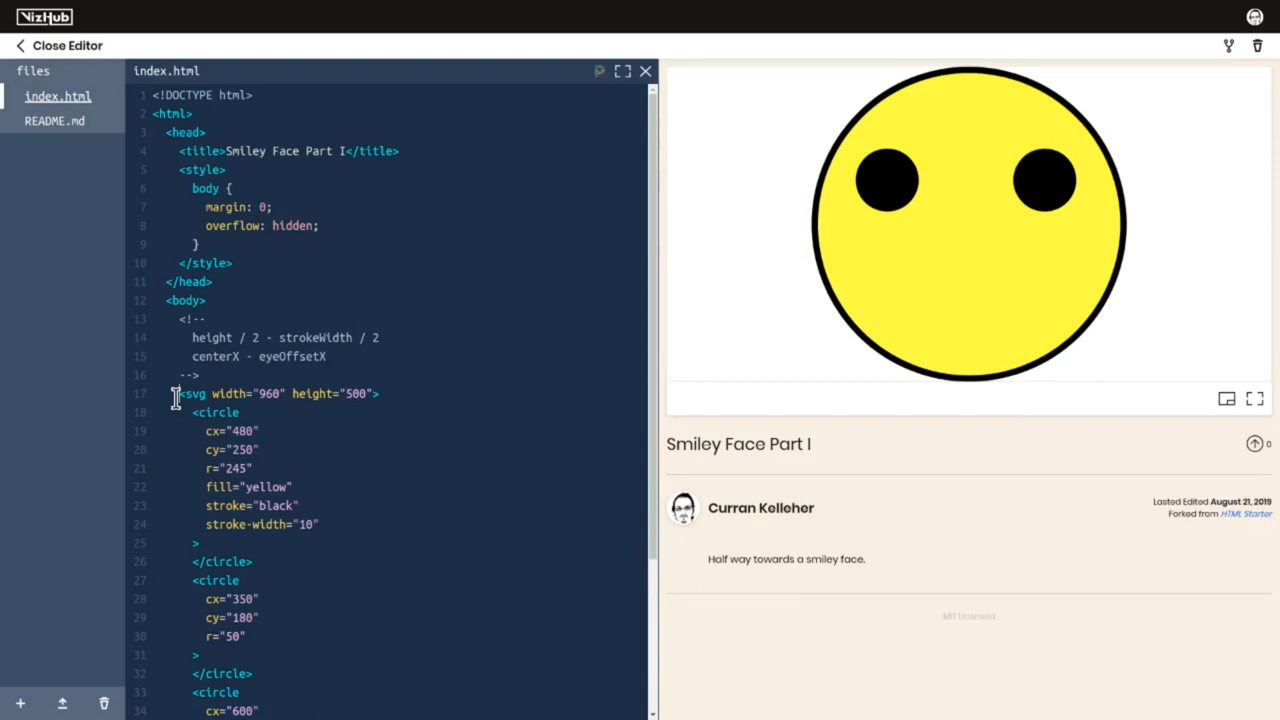 VizHub
Close Editor
files
index.html
README.md
index.html
1 <!DOCTYPE html>
2 <html>
3 <head>
4 <title>Smiley Face Part I</title>
5 <style>
6 body {
7 margin: 0;
8 overflow: hidden;
9 }
10 </style>
11 </head>
12 <body>
13 <!--
14 height / 2 - strokeWidth / 2
15 centerX - eyeOffsetX
16 -->
17 <svg width="960" height="500">
18 <circle
19 cx="480"
20 cy="250"
21 r="245"
22 fill="yellow"
23 stroke="black"
24 stroke-width="10"
25 >
26 </circle>
27 <circle
28 cx="350"
29 cy="180"
30 r="50"
31 >
32 </circle>
33 <circle
34 cx="600"
Smiley Face Part I
0
Curran Kelleher
Last Edited August 21, 2019
Forked from HTML Starter
Half way towards a smiley face.
MIT Licensed